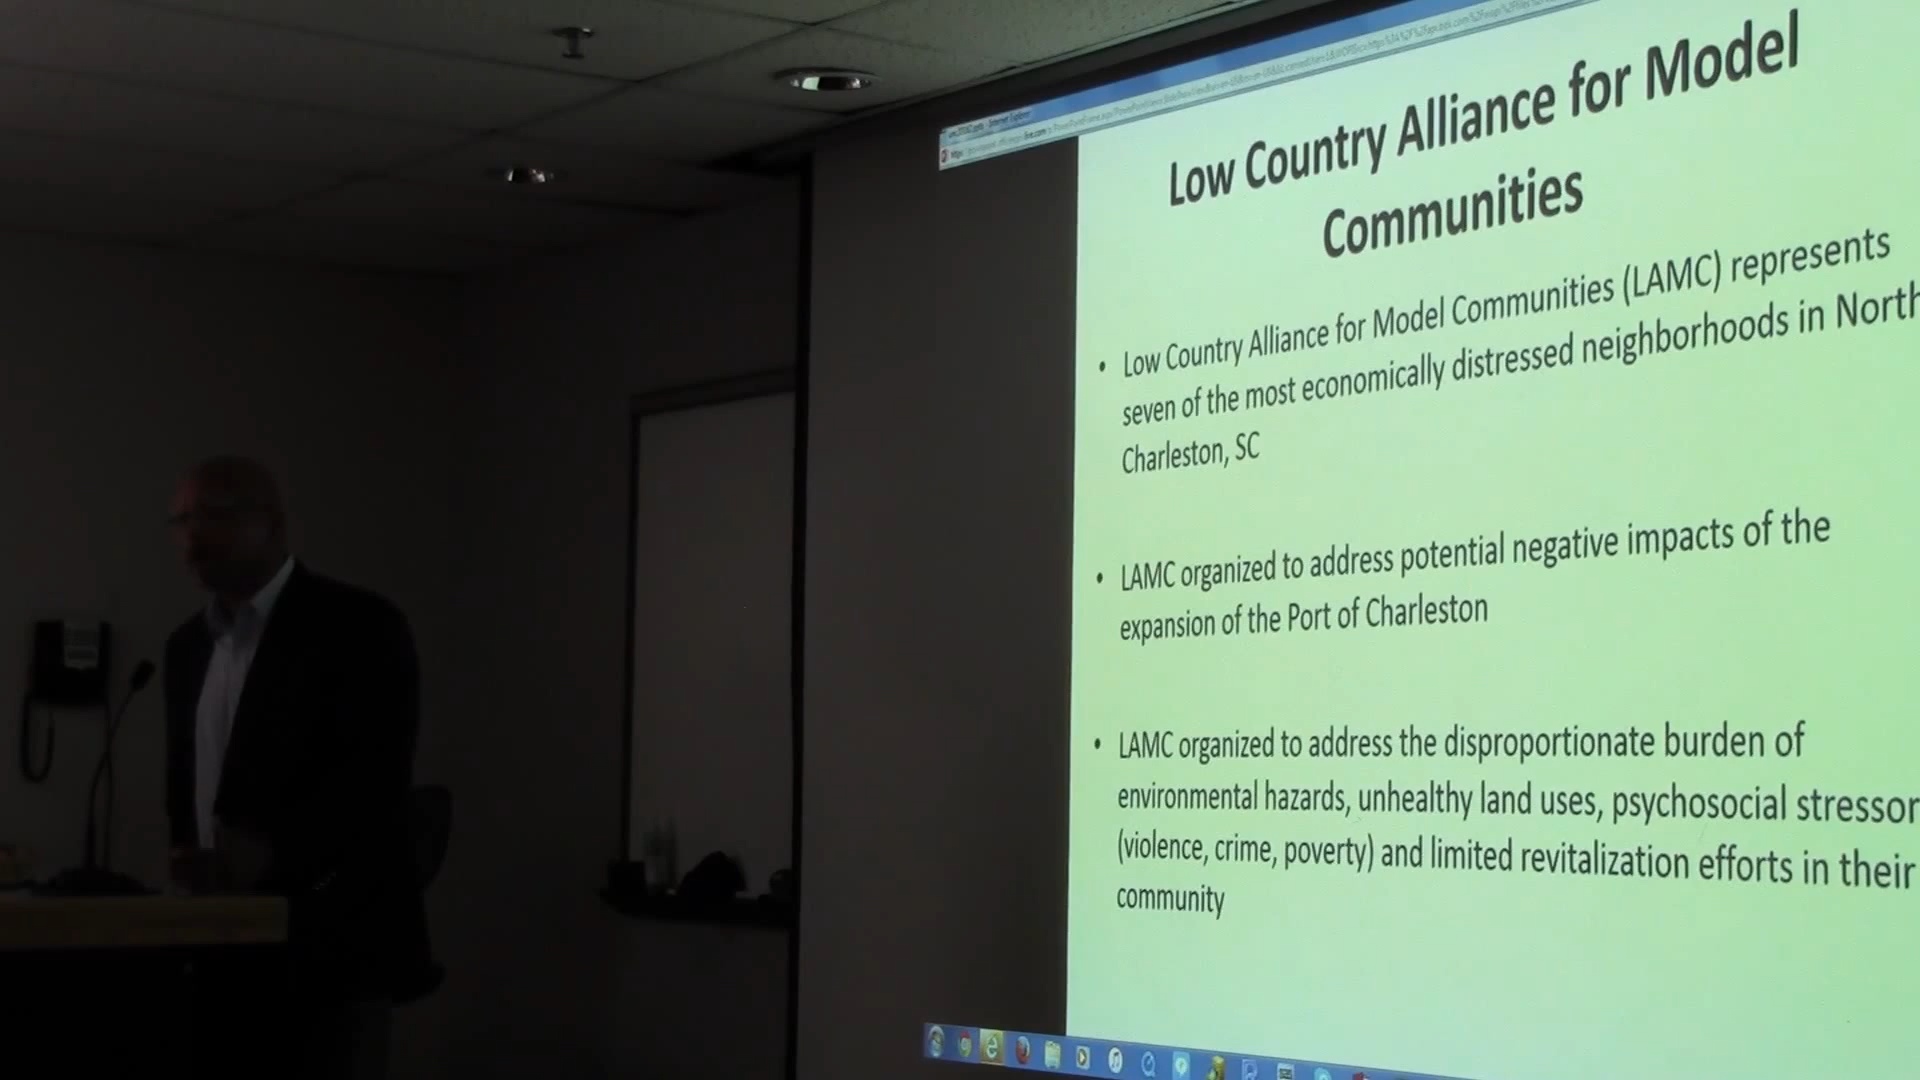 Low Country Alliance for Model
Communities
• Low Country Alliance for Model Communities (LAMC) represents
seven of the most economically distressed neighborhoods in North
Charleston, SC
• LAMC organized to address potential negative impacts of the
expansion of the Port of Charleston
• LAMC organized to address the disproportionate burden of
environmental hazards, unhealthy land uses, psychosocial stressor
(violence, crime, poverty) and limited revitalization efforts in their
community